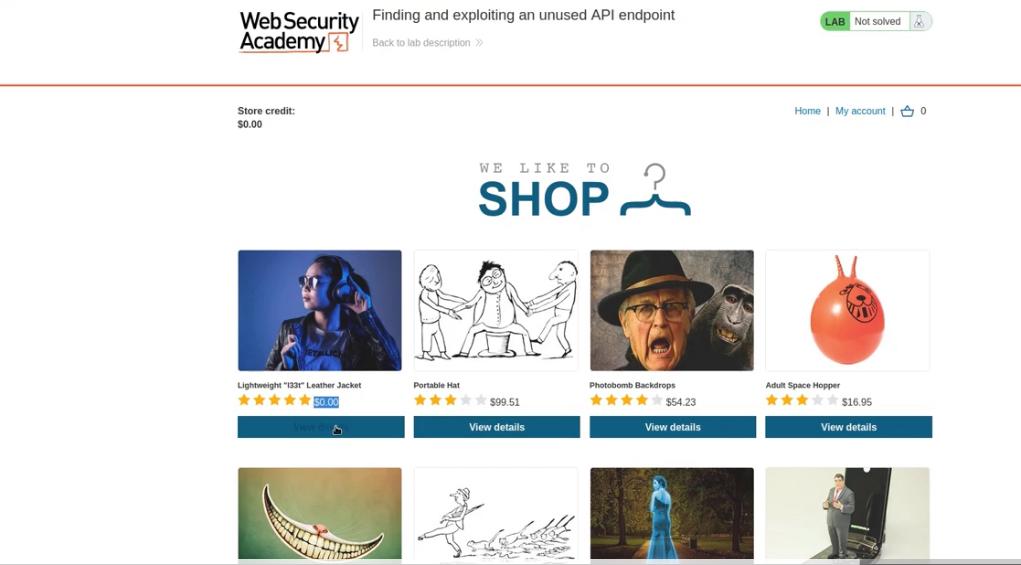 WebSecurity
Academy
Finding and exploiting an unused API endpoint
Back to lab description
LAB Not solved
Store credit:
$0.00
Home | My account | 0
WE LIKE TO
SHOP
Lightweight "l33t" Leather Jacket
$0.00
View details
Portable Hat
$99.51
View details
Photobomb Backdrops
$54.23
View details
Adult Space Hopper
$16.95
View details